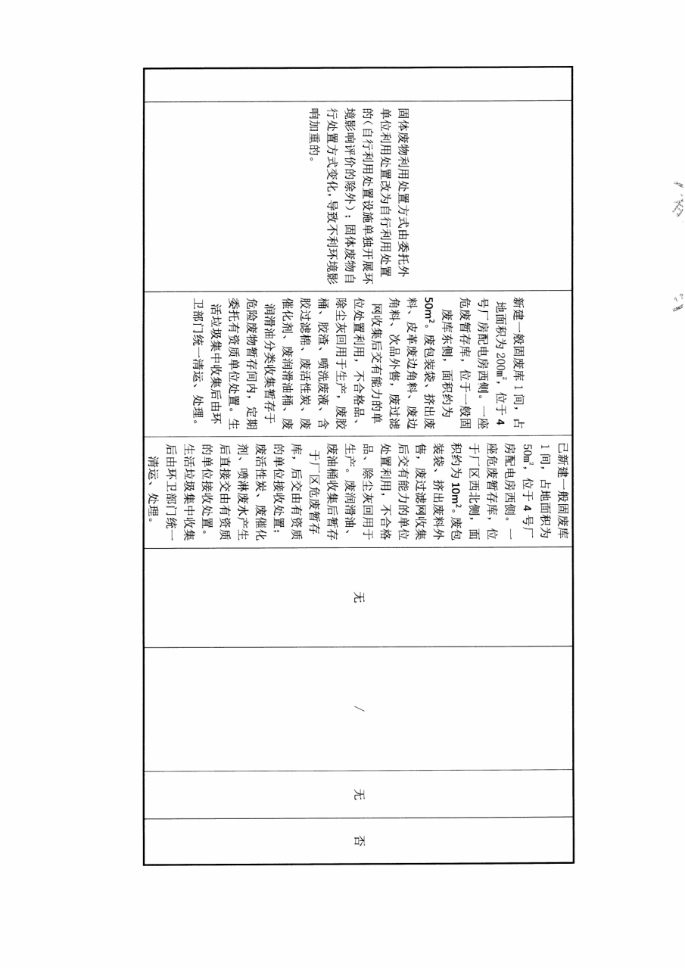 固体废物利用处置方式由委托外
单位利用处置改为自行利用处置
的（自行利用处置设施单独开展环
境影响评价的除外）；固体废物自
行处置方式变化，导致不利环境影
响加重的。
新建一般固废库 1 间，占
地面积为 200m²，位于 4
号厂房配电房西侧。一座
危废暂存库，位于一般固
废库东侧，面积约为
50m²。废包装袋、挤出废
料、皮革废边角料、废边
角料、次品外售，废过滤
网收集后交有能力的单
位处置利用，不合格品、
除尘灰回用于生产，废胶
桶、胶渣、喷洗废液、含
胶过滤棉、废活性炭、废
催化剂、废润滑油桶、废
润滑油分类收集暂存于
危险废物暂存间内，定期
委托有资质单位处置。生
活垃圾集中收集后由环
卫部门统一清运、处理。
已新建一般固废库
1 间，占地面积为
50m²，位于 4 号厂
房配电房西侧。一
座危废暂存库，位
于厂区西北侧，面
积约为 10m²。废包
装袋、挤出废料外
售，废过滤网收集
后交有能力的单位
处置利用，不合格
品、除尘灰回用于
生产。废润滑油、
废油桶收集后暂存
于厂区危废暂存
库，后交由有资质
的单位接收处置；
废活性炭、废催化
剂、喷淋废水产生
后直接交由有资质
的单位接收处置。
生活垃圾集中收集
后由环卫部门统一
清运、处理。
无
/
无
否